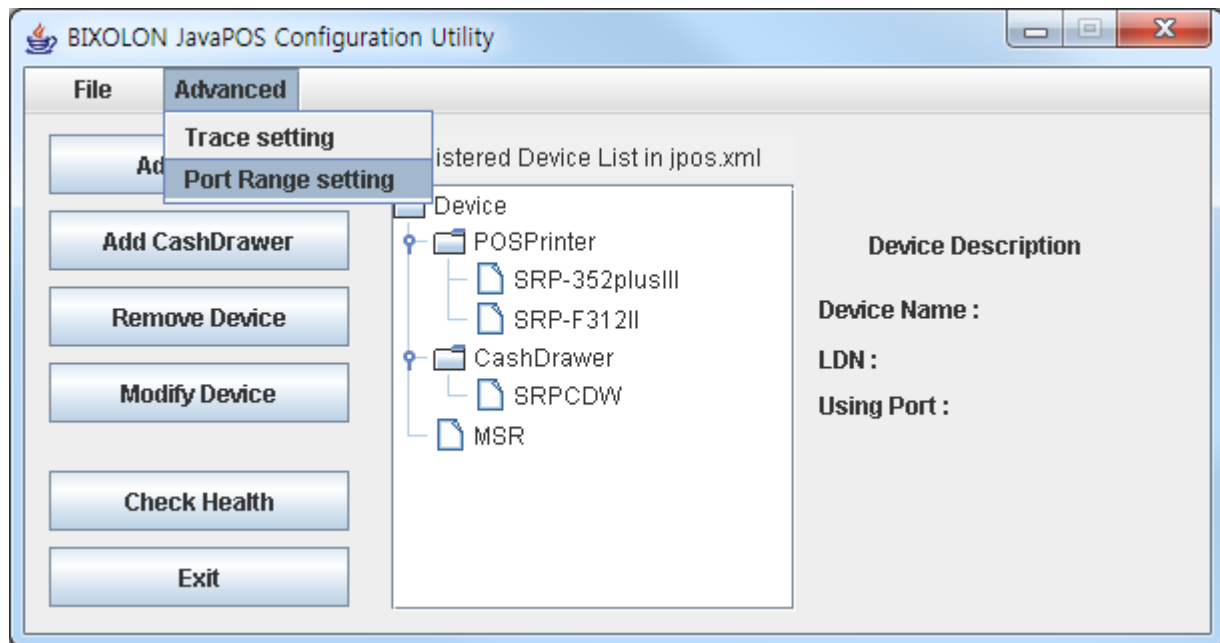 BIXOLON JavaPOS Configuration Utility
File Advanced
Trace setting
Port Range setting
Ad
istered Device List in jpos.xml
Add CashDrawer
Remove Device
Modify Device
Check Health
Exit
Device
POSPrinter
SRP-352plusIII
SRP-F312II
CashDrawer
SRPCDW
MSR
Device Description
Device Name :
LDN :
Using Port :